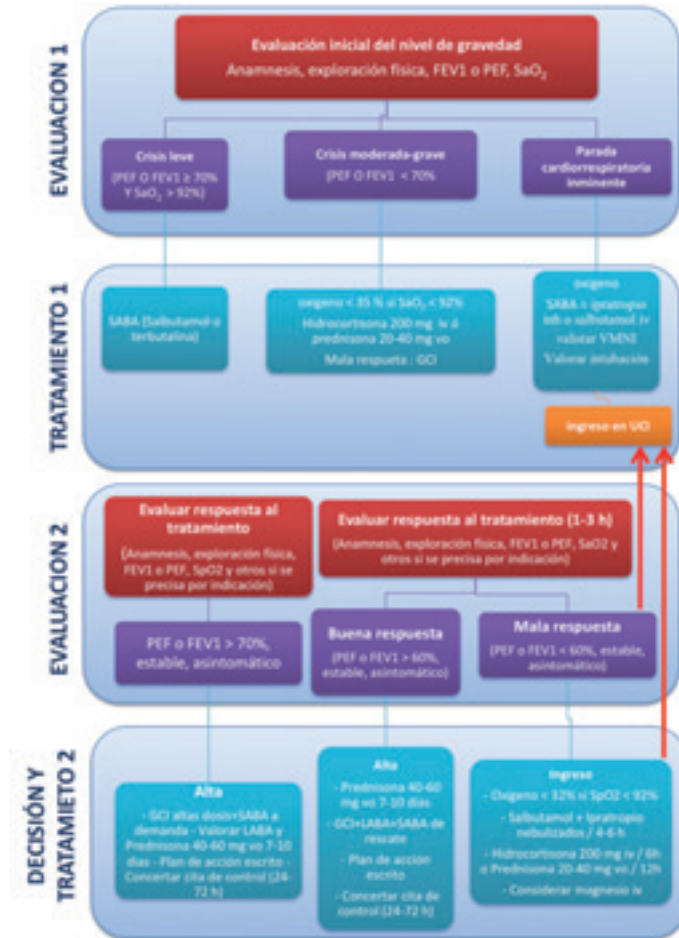 EVALUACION 1
Evaluación inicial del nivel de gravedad
Anamnesis, exploración física, FEV1 o PEF, SaO₂
Crisis leve
(PEF O FEV1 ≥ 70%
Y SaO₂ > 92%)
Crisis moderada-grave
(PEF O FEV1 < 70%
Parada
cardiorrespiratoria
inminente
TRATAMIENTO 1
SABA (Salbutamol o
terbutalina)
oxigeno < 35 % si SaO₂ < 92%
Hidrocortisona 200 mg iv ó
prednisona 20-40 mg vo
Mala respueta : GCI
oxigeno
SABA + ipratropio
inh o salbutamol iv
valorar VMNI
Valorar intubación
ingreso en UCI
EVALUACION 2
Evaluar respuesta al
tratamiento
(Anamnesis, exploración física,
FEV1 o PEF, SpO2 y otros si se
precisa por indicación)
Evaluar respuesta al tratamiento (1-3 h)
(Anamnesis, exploración física, FEV1 o PEF, SaO2 y
otros si se precisa por indicación)
PEF o FEV1 > 70%,
estable, asintomático
Buena respuesta
(PEF o FEV1 > 60%,
estable, asintomático)
Mala respuesta
(PEF o FEV1 < 60%, estable,
asintomático)
DECISIÓN Y
TRATAMIETO 2
Alta
- GCI altas dosis+SABA a
demanda - Valorar LABA y
Prednisona 40-60 mg vo 7-10
días - Plan de acción escrito -
Concertar cita de control (24-
72 h)
Alta
- Prednisona 40-60
mg vo 7-10 días
- GCI+LABA+SABA de
rescate
- Plan de acción
escrito
- Concertar cita de
control (24-72 h)
Ingreso
- Oxigeno < 32% si SpO2 < 92%
- Salbutamol + Ipratropio
nebulizados / 4-6 h
- Hidrocortisona 200 mg iv / 6h
o Prednisona 20-40 mg vo / 12h
- Considerar magnesio iv